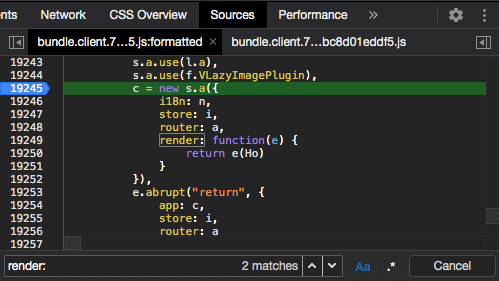 nts Network CSS Overview Sources Performance »
bundle.client.7…5.js:formatted × bundle.client.7…bc8d01eddf5.js
19243 s.a.use(l.a),
19244 s.a.use(f.VLazyImagePlugin),
19245 c = new s.a({
19246 i18n: n,
19247 store: i,
19248 router: a,
19249 render: function(e) {
19250 return e(Ho)
19251 }
19252 }),
19253 e.abrupt("return", {
19254 app: c,
19255 store: i,
19256 router: a
19257
render: 2 matches Aa .* Cancel